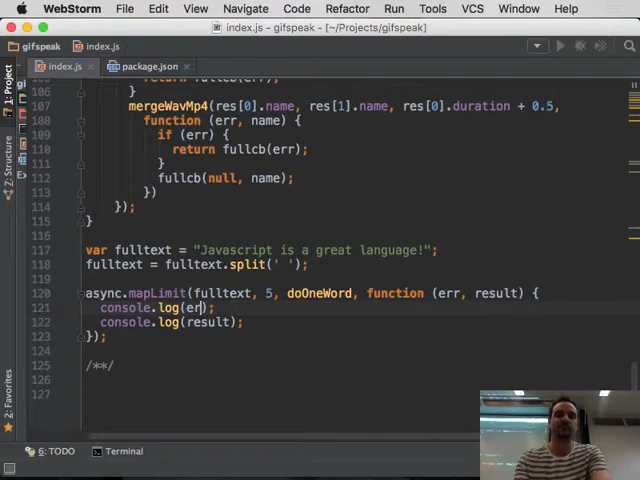 WebStorm File Edit View Navigate Code Refactor Run Tools VCS Window Help
index.js - gifspeak - [~/Projects/gifspeak]
gifspeak index.js
index.js × package.json ×
1: Project
7: Structure
2: Favorites
106 }
107 mergeWavMp4(res[0].name, res[1].name, res[0].duration + 0.5,
108 function (err, name) {
109 if (err) {
110 return fullcb(err);
111 }
112 fullcb(null, name);
113 })
114 });
115 }
116
117 var fulltext = "Javascript is a great language!";
118 fulltext = fulltext.split(' ');
119
120 async.mapLimit(fulltext, 5, doOneWord, function (err, result) {
121 console.log(er);
122 console.log(result);
123 });
124
125 /**/
126
127
6: TODO Terminal